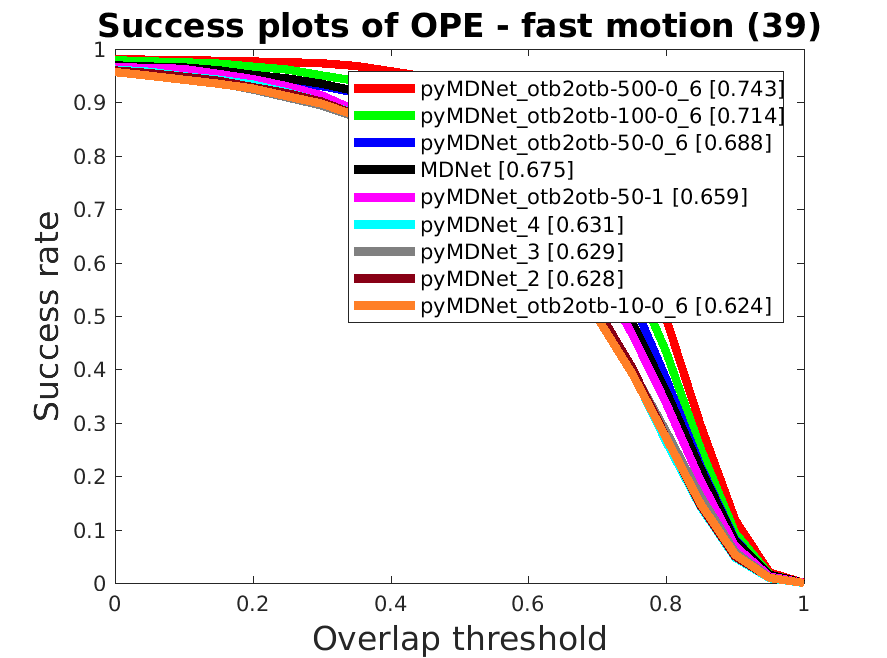 Success plots of OPE - fast motion (39)
1
0.9
0.8
0.7
0.6
0.5
0.4
0.3
0.2
0.1
0
Success rate
pyMDNet_otb2otb-500-0_6 [0.743]
pyMDNet_otb2otb-100-0_6 [0.714]
pyMDNet_otb2otb-50-0_6 [0.688]
MDNet [0.675]
pyMDNet_otb2otb-50-1 [0.659]
pyMDNet_4 [0.631]
pyMDNet_3 [0.629]
pyMDNet_2 [0.628]
pyMDNet_otb2otb-10-0_6 [0.624]
0 0.2 0.4 0.6 0.8 1
Overlap threshold